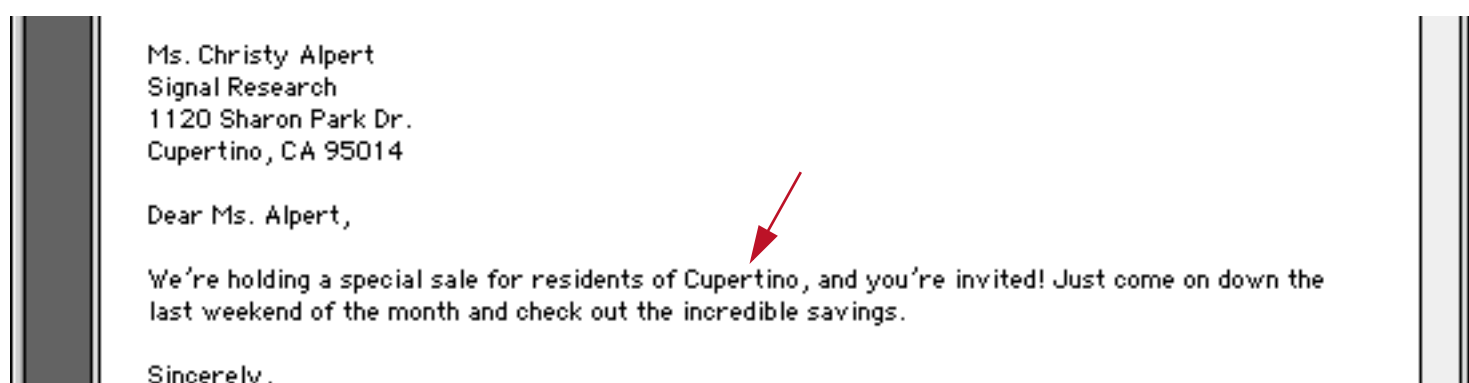 Ms. Christy Alpert
Signal Research
1120 Sharon Park Dr.
Cupertino, CA 95014
Dear Ms. Alpert,
We're holding a special sale for residents of Cupertino, and you're invited! Just come on down the
last weekend of the month and check out the incredible savings.
Sincerely,